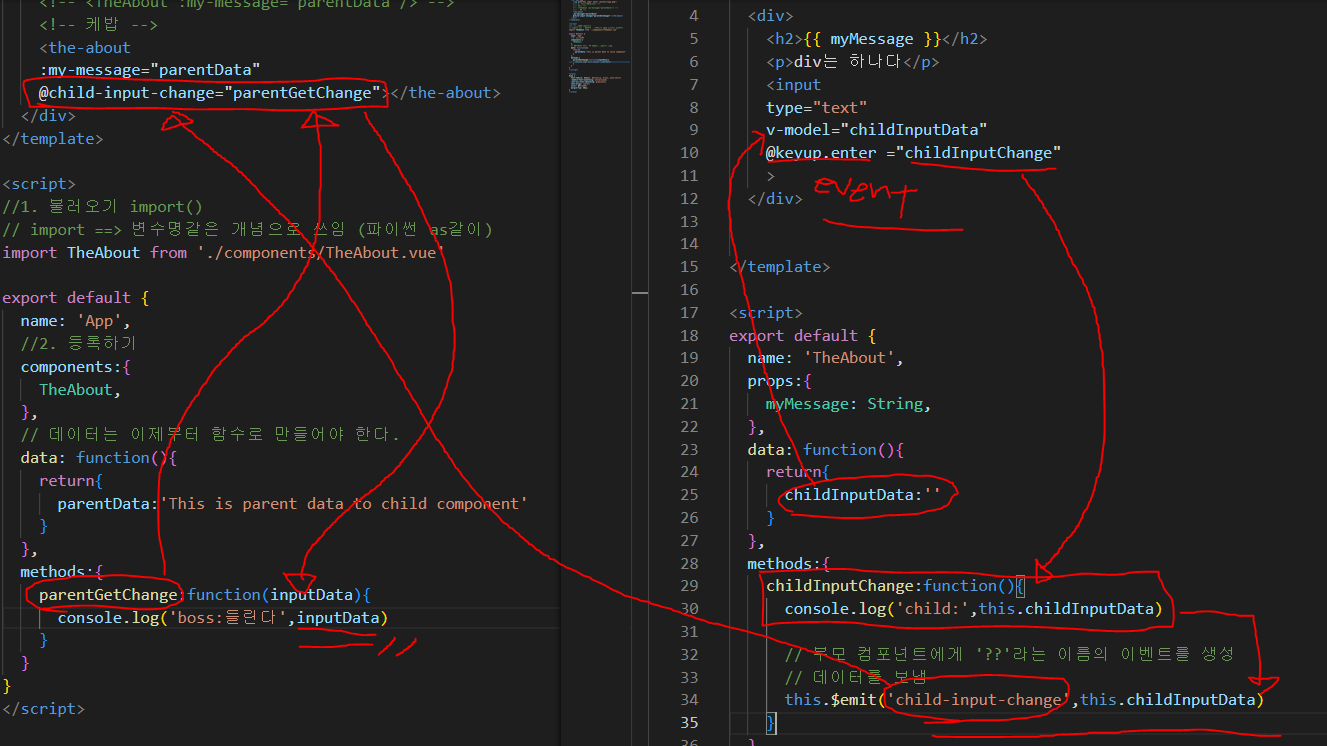 <!-- <TheAbout :my-message="parentData"/> -->
<!-- 케밥 -->
<the-about
:my-message="parentData"
@child-input-change="parentGetChange"></the-about>
</div>
</template>
<script>
//1. 불러오기 import()
// import ==> 변수명같은 개념으로 쓰임 (파이썬 as같이)
import TheAbout from './components/TheAbout.vue'
export default {
name: 'App',
//2. 등록하기
components:{
TheAbout,
},
// 데이터는 이제부터 함수로 만들어야 한다.
data: function(){
return{
parentData:'This is parent data to child component'
}
},
methods:{
parentGetChange:function(inputData){
console.log('boss:들린다',inputData)
}
}
}
</script>
4 <div>
5 <h2>{{ myMessage }}</h2>
6 <p>div는 하나다</p>
7 <input
8 type="text"
9 v-model="childInputData"
10 @keyup.enter ="childInputChange"
11 >
event
12 </div>
13
14
15 </template>
16
17 <script>
18 export default {
19 name: 'TheAbout',
20 props:{
21 myMessage: String,
22 },
23 data: function(){
24 return{
25 childInputData:''
26 }
27 },
28 methods:{
29 childInputChange:function(){
30 console.log('child:',this.childInputData)
31
32 // 부모 컴포넌트에게 '??'라는 이름의 이벤트를 생성
33 // 데이터를 보냄
34 this.$emit('child-input-change',this.childInputData)
35 }
36 }